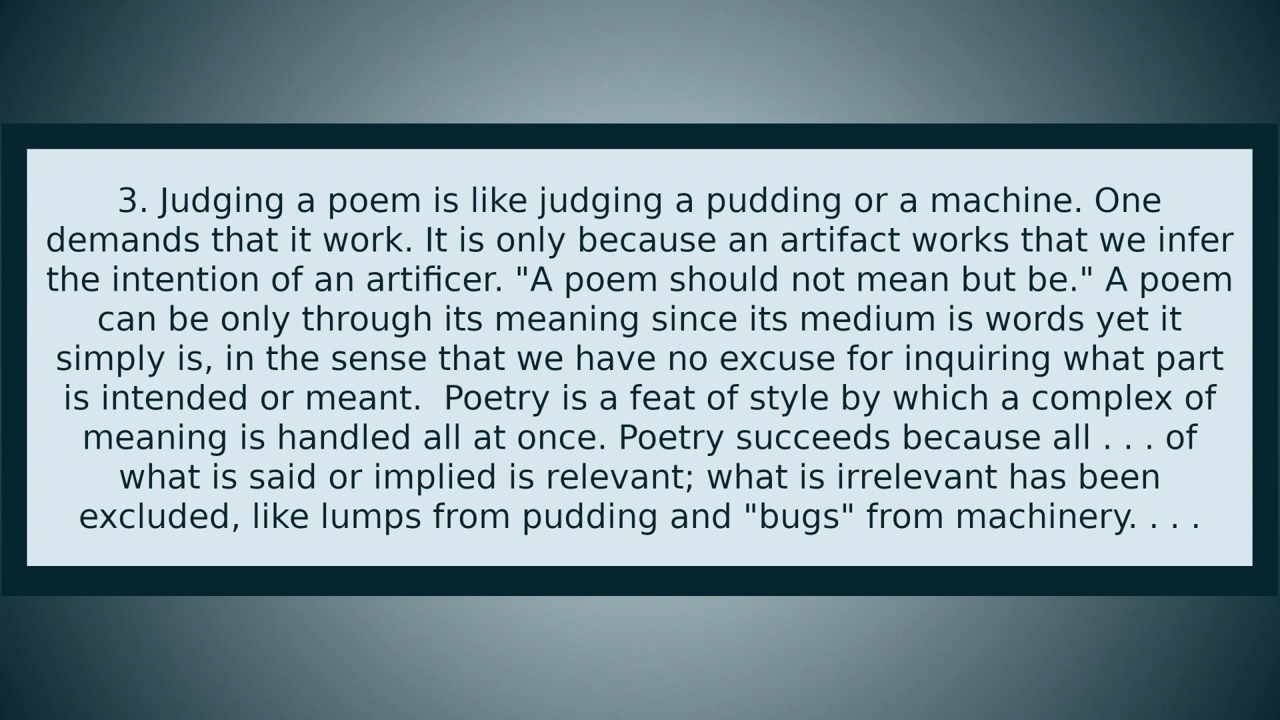 3. Judging a poem is like judging a pudding or a machine. One
demands that it work. It is only because an artifact works that we infer
the intention of an artificer. "A poem should not mean but be." A poem
can be only through its meaning since its medium is words yet it
simply is, in the sense that we have no excuse for inquiring what part
is intended or meant.  Poetry is a feat of style by which a complex of
meaning is handled all at once. Poetry succeeds because all . . . of
what is said or implied is relevant; what is irrelevant has been
excluded, like lumps from pudding and "bugs" from machinery. . . .